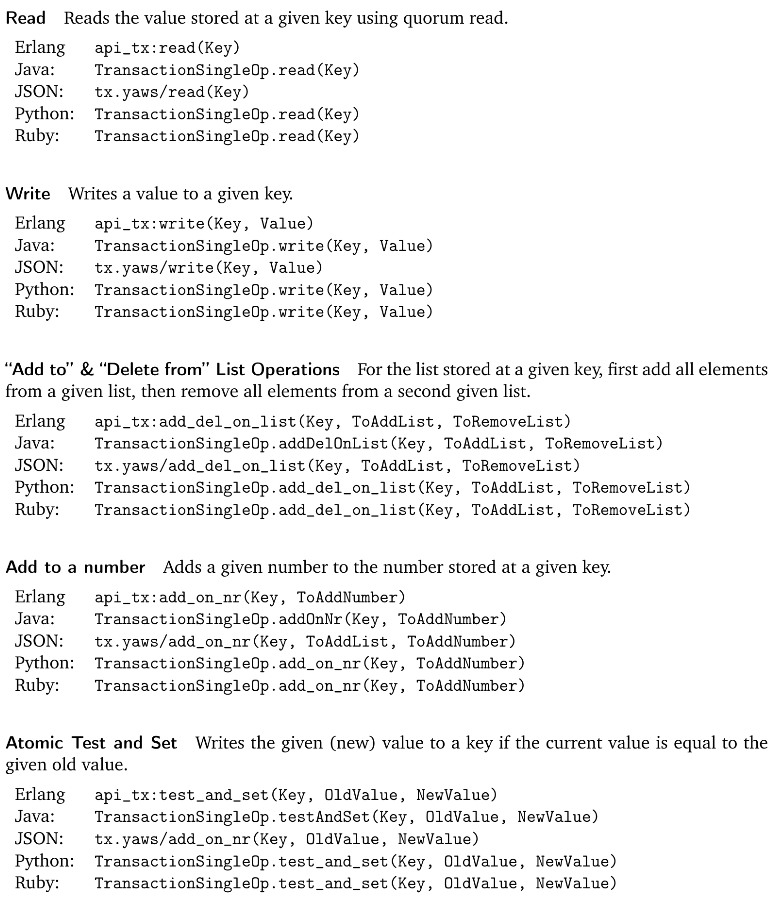 Read Reads the value stored at a given key using quorum read.
Erlang api_tx:read(Key)
Java: TransactionSingleOp.read(Key)
JSON: tx.yaws/read(Key)
Python: TransactionSingleOp.read(Key)
Ruby: TransactionSingleOp.read(Key)
Write Writes a value to a given key.
Erlang api_tx:write(Key, Value)
Java: TransactionSingleOp.write(Key, Value)
JSON: tx.yaws/write(Key, Value)
Python: TransactionSingleOp.write(Key, Value)
Ruby: TransactionSingleOp.write(Key, Value)
“Add to” & “Delete from” List Operations For the list stored at a given key, first add all elements
from a given list, then remove all elements from a second given list.
Erlang api_tx:add_del_on_list(Key, ToAddList, ToRemoveList)
Java: TransactionSingleOp.addDelOnList(Key, ToAddList, ToRemoveList)
JSON: tx.yaws/add_del_on_list(Key, ToAddList, ToRemoveList)
Python: TransactionSingleOp.add_del_on_list(Key, ToAddList, ToRemoveList)
Ruby: TransactionSingleOp.add_del_on_list(Key, ToAddList, ToRemoveList)
Add to a number Adds a given number to the number stored at a given key.
Erlang api_tx:add_on_nr(Key, ToAddNumber)
Java: TransactionSingleOp.addOnNr(Key, ToAddNumber)
JSON: tx.yaws/add_on_nr(Key, ToAddList, ToAddNumber)
Python: TransactionSingleOp.add_on_nr(Key, ToAddNumber)
Ruby: TransactionSingleOp.add_on_nr(Key, ToAddNumber)
Atomic Test and Set Writes the given (new) value to a key if the current value is equal to the
given old value.
Erlang api_tx:test_and_set(Key, OldValue, NewValue)
Java: TransactionSingleOp.testAndSet(Key, OldValue, NewValue)
JSON: tx.yaws/add_on_nr(Key, OldValue, NewValue)
Python: TransactionSingleOp.test_and_set(Key, OldValue, NewValue)
Ruby: TransactionSingleOp.test_and_set(Key, OldValue, NewValue)